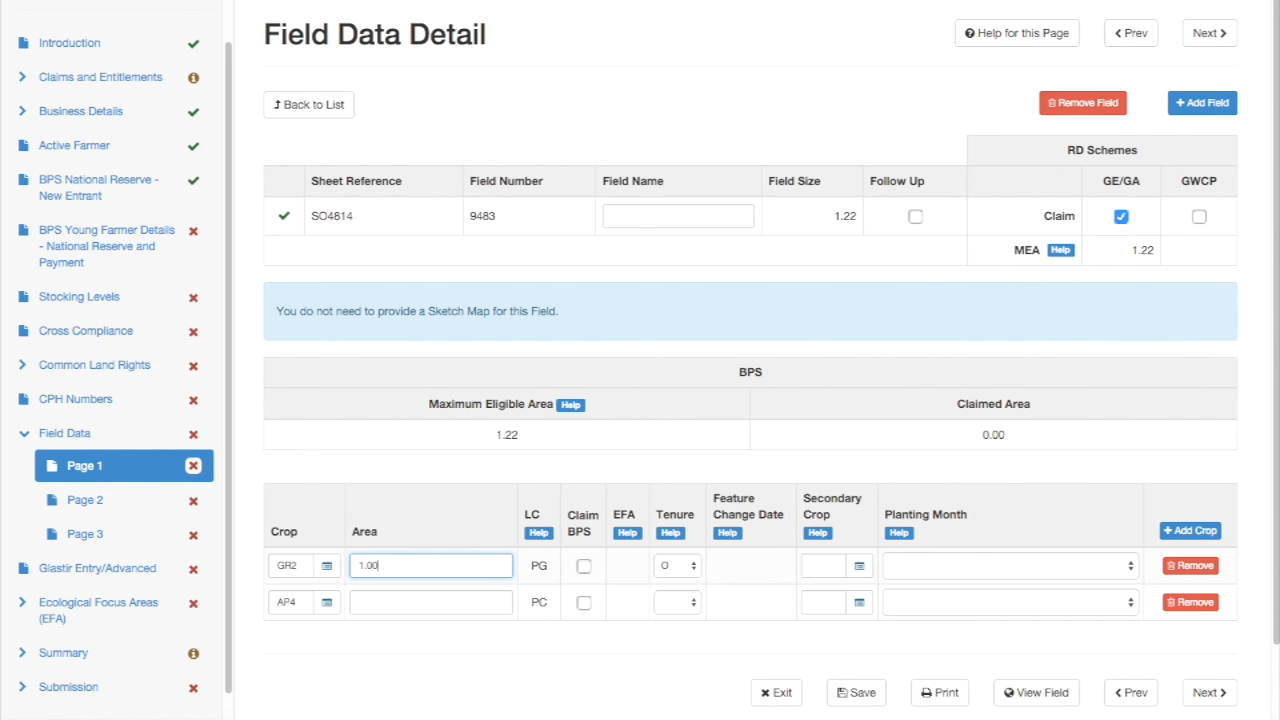 Introduction
Claims and Entitlements
Business Details
Active Farmer
BPS National Reserve -
New Entrant
BPS Young Farmer Details
- National Reserve and
Payment
Stocking Levels
Cross Compliance
Common Land Rights
CPH Numbers
Field Data
Page 1
Page 2
Page 3
Glastir Entry/Advanced
Ecological Focus Areas
(EFA)
Summary
Submission
Field Data Detail
Help for this Page
Prev
Next
Back to List
Remove Field
Add Field
RD Schemes
Sheet Reference Field Number Field Name Field Size Follow Up GE/GA GWCP
SO4814 9483 1.22 Claim
MEA Help 1.22
You do not need to provide a Sketch Map for this Field.
BPS
Maximum Eligible Area Help Claimed Area
1.22 0.00
Crop Area LC Help Claim BPS EFA Help Tenure Help Feature Change Date Help Secondary Crop Help Planting Month Help Add Crop
GR2 1.00 PG O Remove
AP4 PC Remove
Exit Save Print View Field Prev Next